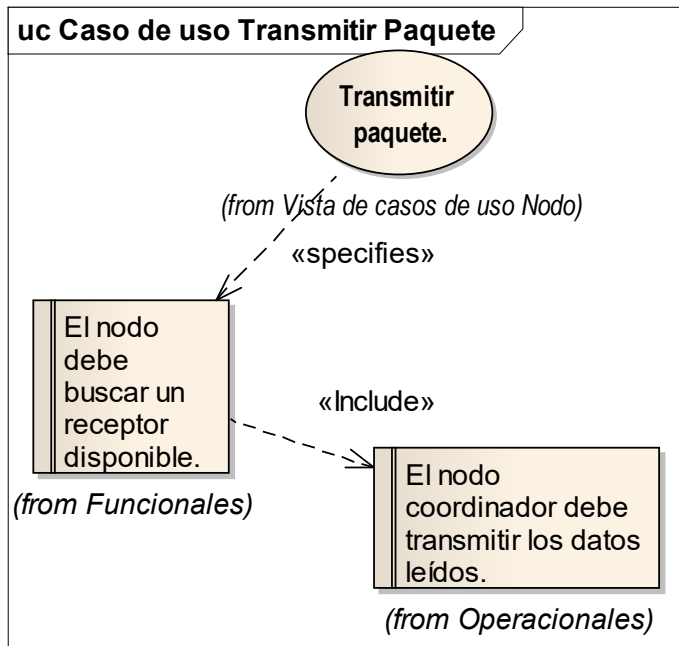 uc Caso de uso Transmitir Paquete
Transmitir
paquete.
(from Vista de casos de uso Nodo)
«specifies»
El nodo
debe
buscar un
receptor
disponible.
(from Funcionales)
«Include»
El nodo
coordinador debe
transmitir los datos
leídos.
(from Operacionales)